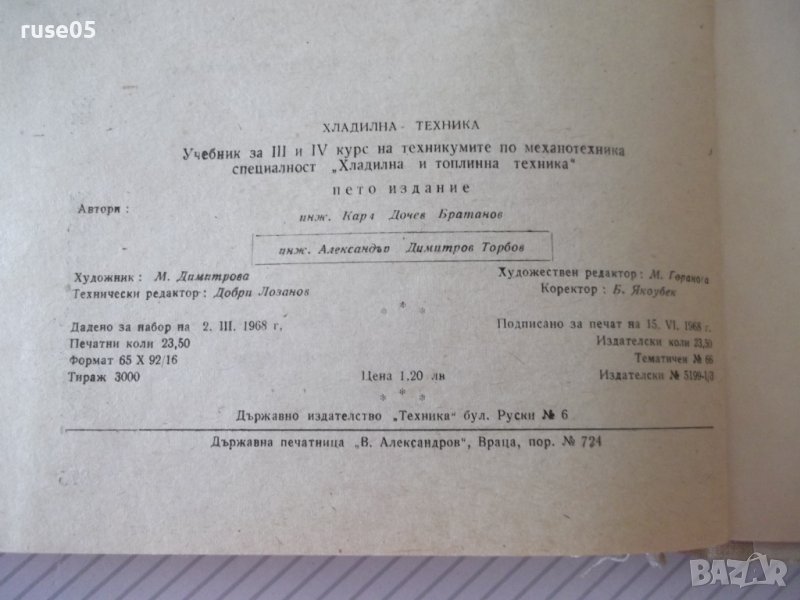 ruse05
ХЛАДИЛНА ТЕХНИКА
Учебник за III и IV курс на техникумите по механотехника
специалност „Хладилна и топлинна техника“
пето издание
Автори :
инж. Карл Дочев Братанов
инж. Александър Димитров Торбов
Художник : М. Димитрова
Художествен редактор : М. Горанова
Технически редактор : Добри Лозанов
Коректор : Б. Якоубек
*
* *
Дадено за набор на 2. III. 1968 г,
Подписано за печат на 15. VI. 1968 г.
Печатни коли 23,50
Издателски коли 23,50
Формат 65 X 92/16
Тематичен № 66
Тираж 3000
Цена 1,20 лв
Издателски № 5199-1/3
* *
*
Държавно издателство „Техника“ бул. Руски № 6
Държавна печатница „В. Александров“, Враца, пор. № 724
BAZAR
bg